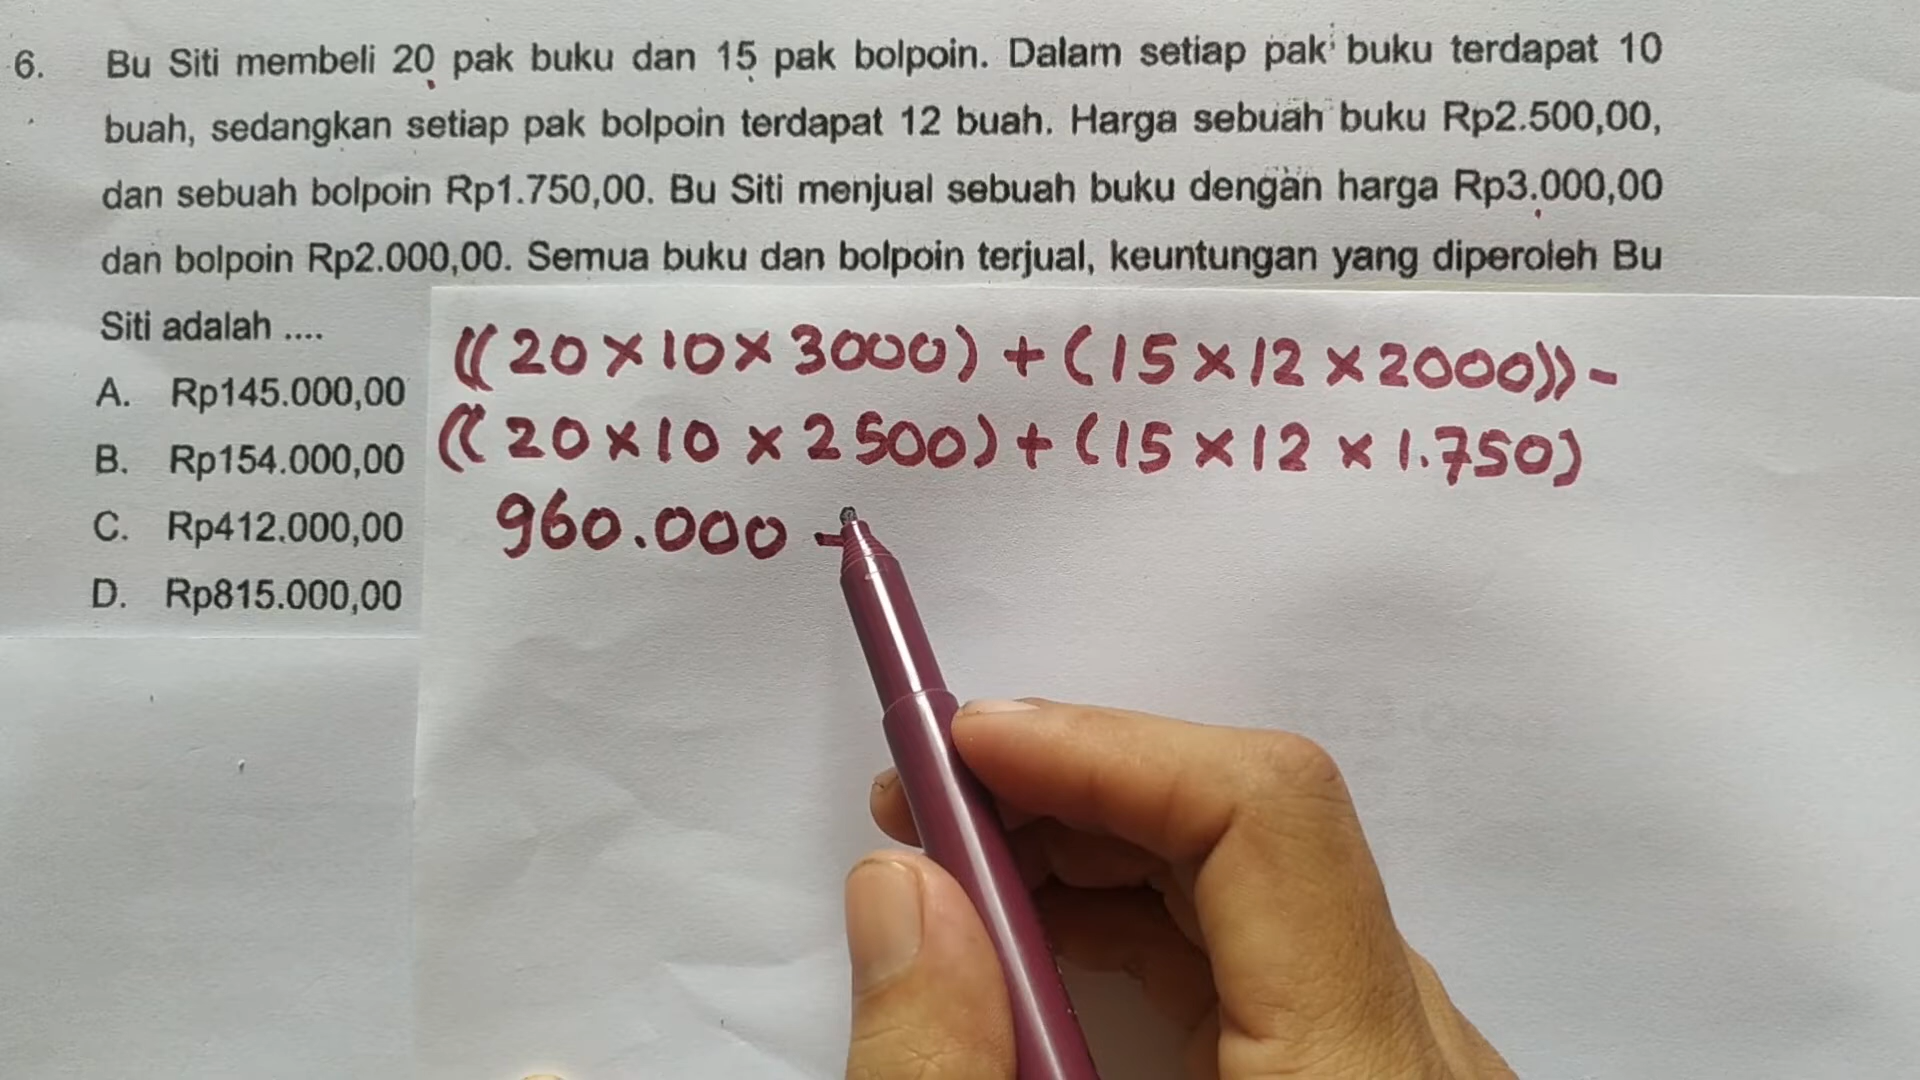 6. Bu Siti membeli 20 pak buku dan 15 pak bolpoin. Dalam setiap pak buku terdapat 10
buah, sedangkan setiap pak bolpoin terdapat 12 buah. Harga sebuah buku Rp2.500,00,
dan sebuah bolpoin Rp1.750,00. Bu Siti menjual sebuah buku dengan harga Rp3.000,00
dan bolpoin Rp2.000,00. Semua buku dan bolpoin terjual, keuntungan yang diperoleh Bu
Siti adalah ....
A. Rp145.000,00
B. Rp154.000,00
C. Rp412.000,00
D. Rp815.000,00
((20×10×3000)+(15×12×2000))-
((20×10×2500)+(15×12×1.750)
960.000 -